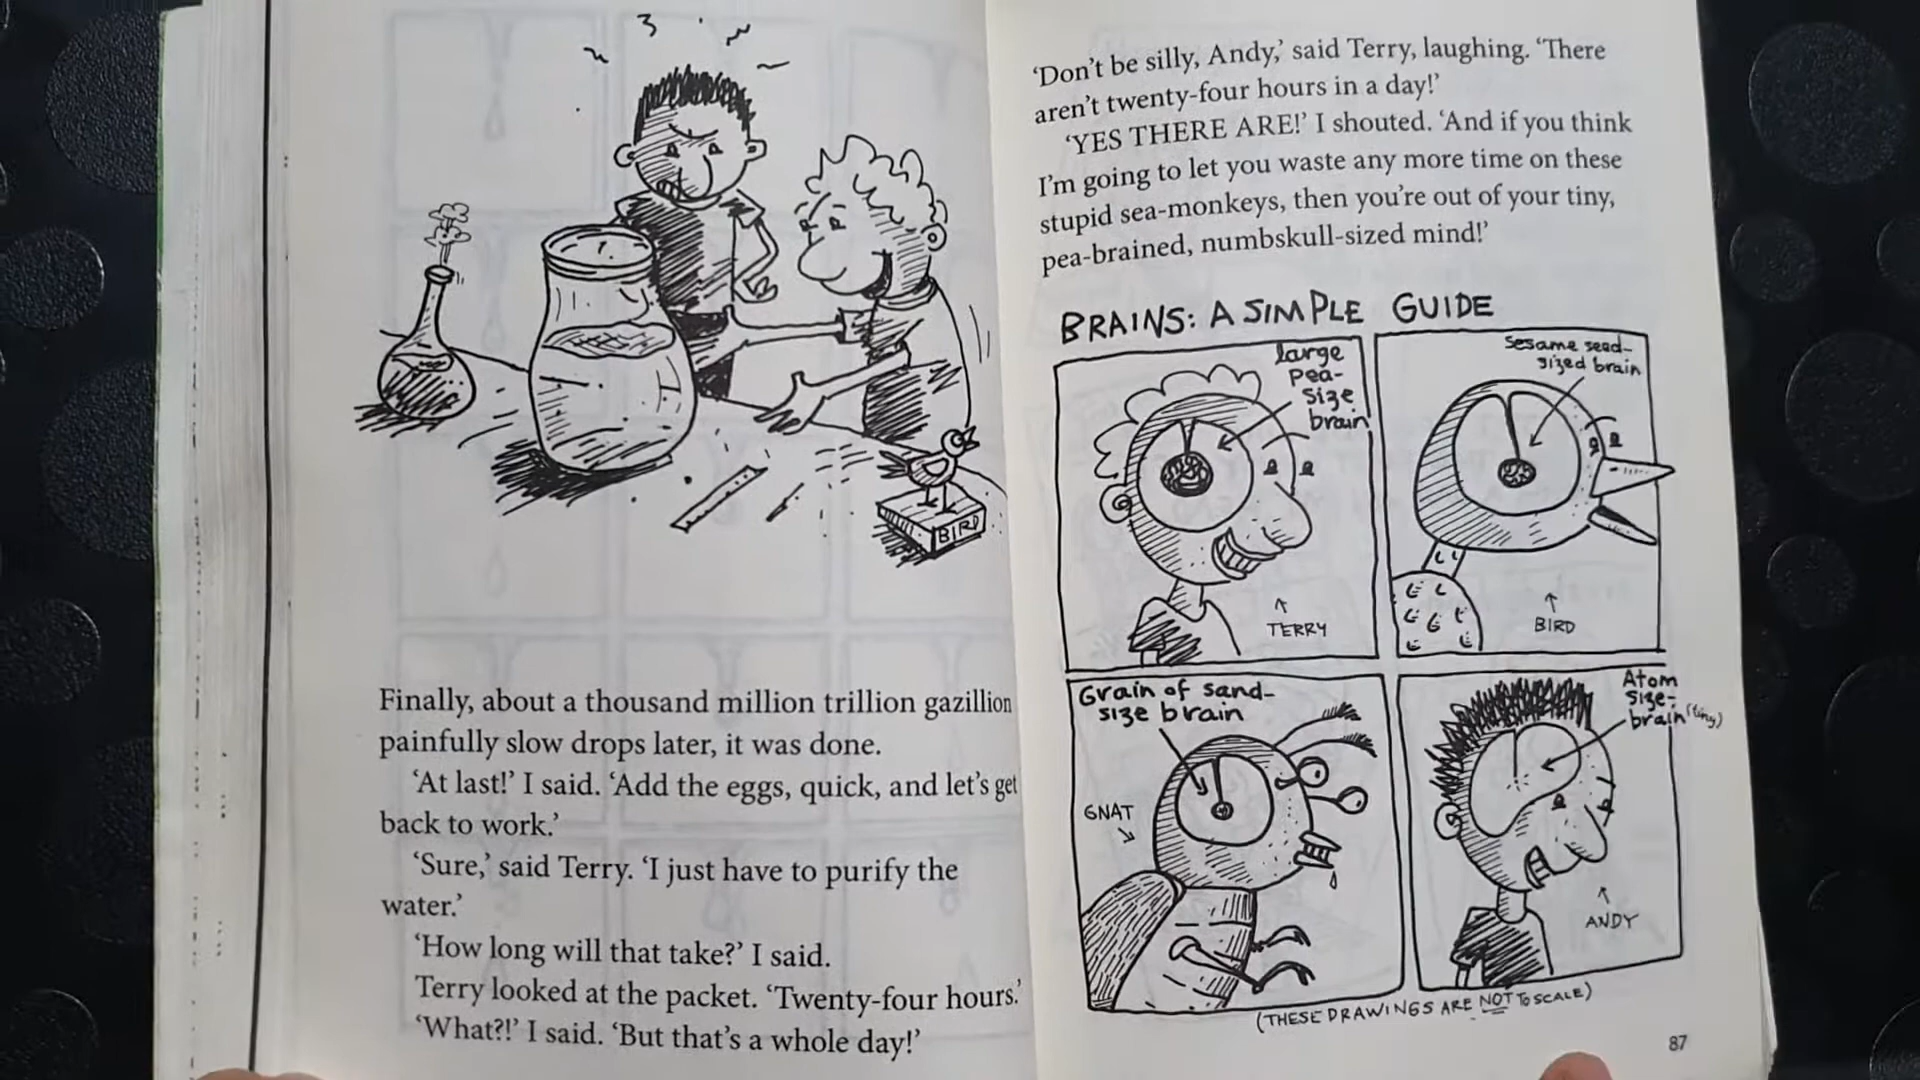 BIRD
Finally, about a thousand million trillion gazillion
painfully slow drops later, it was done.
‘At last!’ I said. ‘Add the eggs, quick, and let’s get
back to work.’
‘Sure,’ said Terry. ‘I just have to purify the
water.’
‘How long will that take?’ I said.
Terry looked at the packet. ‘Twenty-four hours.’
‘What?!’ I said. ‘But that’s a whole day!’
‘Don’t be silly, Andy,’ said Terry, laughing. ‘There
aren’t twenty-four hours in a day!’
‘YES THERE ARE!’ I shouted. ‘And if you think
I’m going to let you waste any more time on these
stupid sea-monkeys, then you’re out of your tiny,
pea-brained, numbskull-sized mind!’
BRAINS: A SIMPLE GUIDE
large
pea-
size
brain
TERRY
Sesame seed-
sized brain
BIRD
Grain of sand-
size brain
GNAT
Atom
size-
brain (tiny)
ANDY
(THESE DRAWINGS ARE NOT TO SCALE)
87